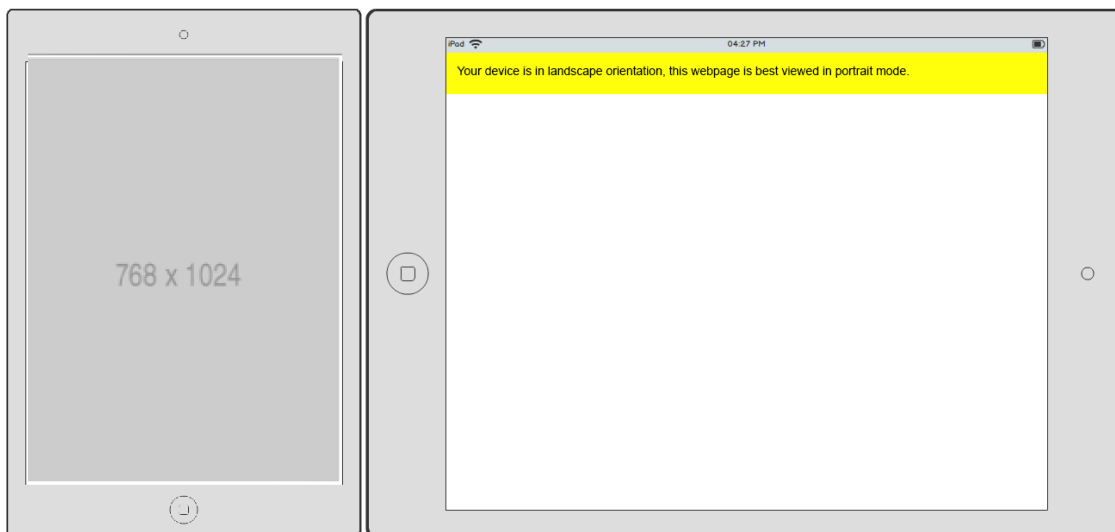 768 x 1024
iPod 04:27 PM
Your device is in landscape orientation, this webpage is best viewed in portrait mode.